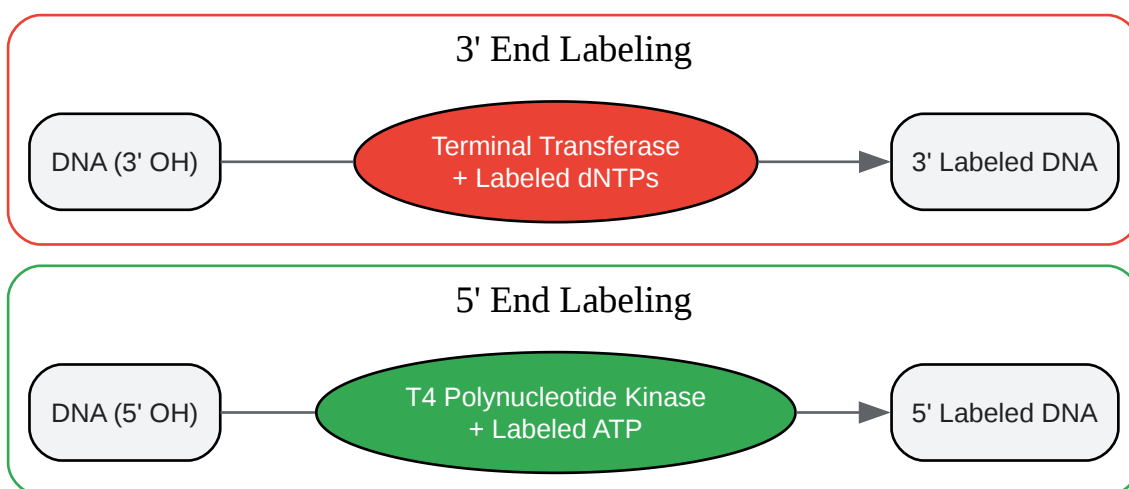 3' End Labeling
DNA (3' OH)
Terminal Transferase
+ Labeled dNTPs
3' Labeled DNA
5' End Labeling
DNA (5' OH)
T4 Polynucleotide Kinase
+ Labeled ATP
5' Labeled DNA